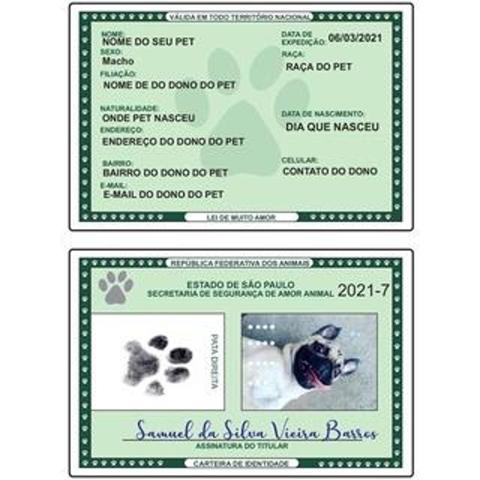 VÁLIDA EM TODO TERRITÓRIO NACIONAL
NOME:
NOME DO SEU PET
DATA DE
EXPEDIÇÃO: 06/03/2021
SEXO:
Macho
RAÇA:
RAÇA DO PET
FILIAÇÃO:
NOME DE DO DONO DO PET
NATURALIDADE:
ONDE PET NASCEU
DATA DE NASCIMENTO:
DIA QUE NASCEU
ENDEREÇO:
ENDEREÇO DO DONO DO PET
BAIRRO:
BAIRRO DO DONO DO PET
CELULAR:
CONTATO DO DONO
E-MAIL:
E-MAIL DO DONO DO PET
LEI DE MUITO AMOR
REPÚBLICA FEDERATIVA DOS ANIMAIS
ESTADO DE SÃO PAULO
SECRETARIA DE SEGURANÇA DE AMOR ANIMAL 2021-7
PATA DIREITA
Samuel da Silva Vieira Barros
ASSINATURA DO TITULAR
CARTEIRA DE IDENTIDADE